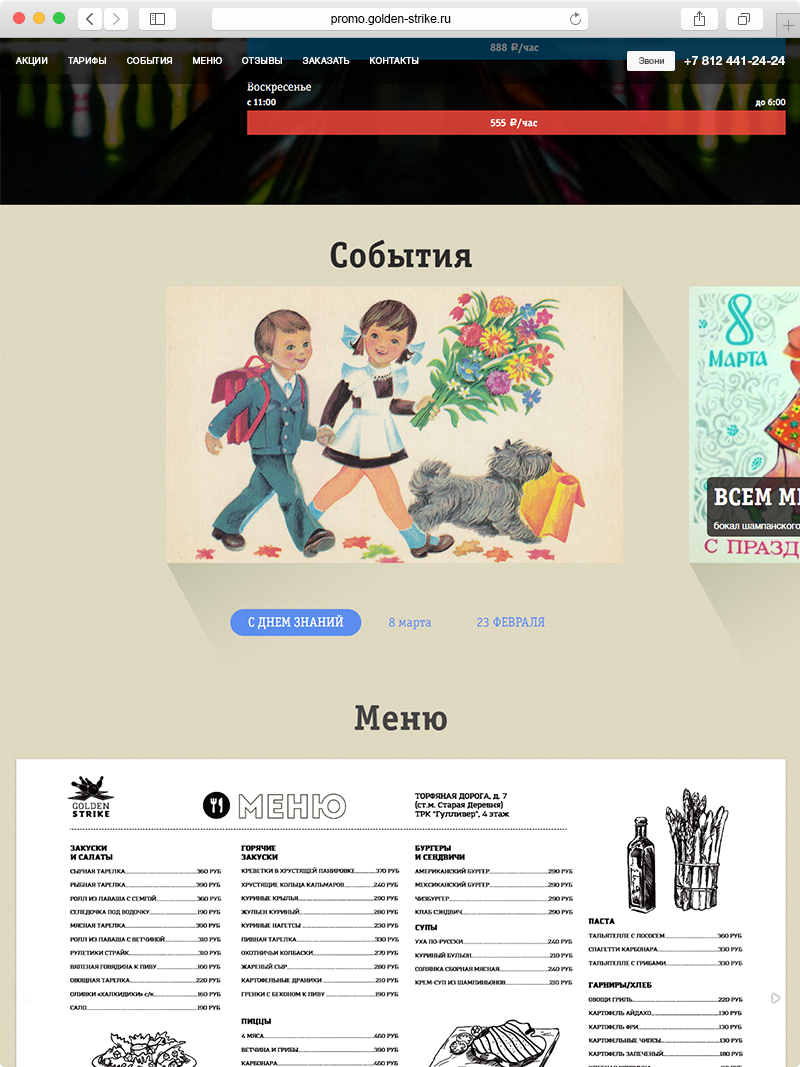 promo.golden-strike.ru
АКЦИИ ТАРИФЫ СОБЫТИЯ МЕНЮ ОТЗЫВЫ ЗАКАЗАТЬ КОНТАКТЫ Звони +7 812 441-24-24
888 ₽/час
Воскресенье
с 11:00 до 6:00
555 ₽/час
События
8
МАРТА
ВСЕМ
бокал шампанского
С ПРАЗД
С ДНЕМ ЗНАНИЙ 8 марта 23 ФЕВРАЛЯ
Меню
GOLDEN
STRIKE
МЕНЮ
ТОРФЯНАЯ ДОРОГА, д. 7
(ст.м. Старая Деревня)
ТРК "Гулливер", 4 этаж
ЗАКУСКИ
И САЛАТЫ
СЫРНАЯ ТАРЕЛКА 360 РУБ
РЫБНАЯ ТАРЕЛКА 390 РУБ
РОЛЛ ИЗ ЛАВАША С СЕМГОЙ 360 РУБ
СЕЛЕДОЧКА ПОД ВОДОЧКУ 190 РУБ
МЯСНАЯ ТАРЕЛКА 390 РУБ
РОЛЛ ИЗ ЛАВАША С ВЕТЧИНОЙ 310 РУБ
РУЛЕТИКИ СТРАЙК 310 РУБ
ВЯЛЕНАЯ ГОВЯДИНА К ПИВУ 160 РУБ
ОВОЩНАЯ ТАРЕЛКА 220 РУБ
ОЛИВКИ «ХАЛКИДИКИ» с/к 160 РУБ
САЛО 190 РУБ
ГОРЯЧИЕ
ЗАКУСКИ
КРЕВЕТКИ В ХРУСТЯЩЕЙ ПАНИРОВКЕ 370 РУБ
ХРУСТЯЩИЕ КОЛЬЦА КАЛЬМАРОВ 240 РУБ
КУРИНЫЕ КРЫЛЬЯ 290 РУБ
ЖУЛЬЕН КУРИНЫЙ 280 РУБ
КУРИНЫЕ НАГЕТСЫ 230 РУБ
ПИВНАЯ ТАРЕЛКА 330 РУБ
ОХОТНИЧЬИ КОЛБАСКИ 270 РУБ
ЖАРЕНЫЙ СЫР 280 РУБ
КАРТОФЕЛЬНЫЕ ДРАНИКИ 210 РУБ
ГРЕНКИ С БЕКОНОМ К ПИВУ 190 РУБ
ПИЦЦЫ
4 МЯСА 460 РУБ
ВЕТЧИНА И ГРИБЫ 390 РУБ
КАРБОНАРА 460 РУБ
БУРГЕРЫ
И СЕНДВИЧИ
АМЕРИКАНСКИЙ БУРГЕР 290 РУБ
МЕКСИКАНСКИЙ БУРГЕР 290 РУБ
ЧИЗБУРГЕР 290 РУБ
КЛАБ СЭНДВИЧ 290 РУБ
СУПЫ
УХА ПО-РУССКИ 240 РУБ
КУРИНЫЙ БУЛЬОН 210 РУБ
СОЛЯНКА СБОРНАЯ МЯСНАЯ 240 РУБ
КРЕМ-СУП ИЗ ШАМПИНЬОНОВ 210 РУБ
ПАСТА
ТАЛЬЯТЕЛЛЕ С ЛОСОСЕМ 360 РУБ
СПАГЕТТИ КАРБОНАРА 330 РУБ
ТАЛЬЯТЕЛЛЕ С ГРИБАМИ 330 РУБ
ГАРНИРЫ/ХЛЕБ
ОВОЩИ ГРИЛЬ 220 РУБ
КАРТОФЕЛЬ АЙДАХО 130 РУБ
КАРТОФЕЛЬ ФРИ 130 РУБ
КАРТОФЕЛЬНЫЕ ЧИПСЫ 130 РУБ
КАРТОФЕЛЬ ЗАПЕЧЕНЫЙ 180 РУБ